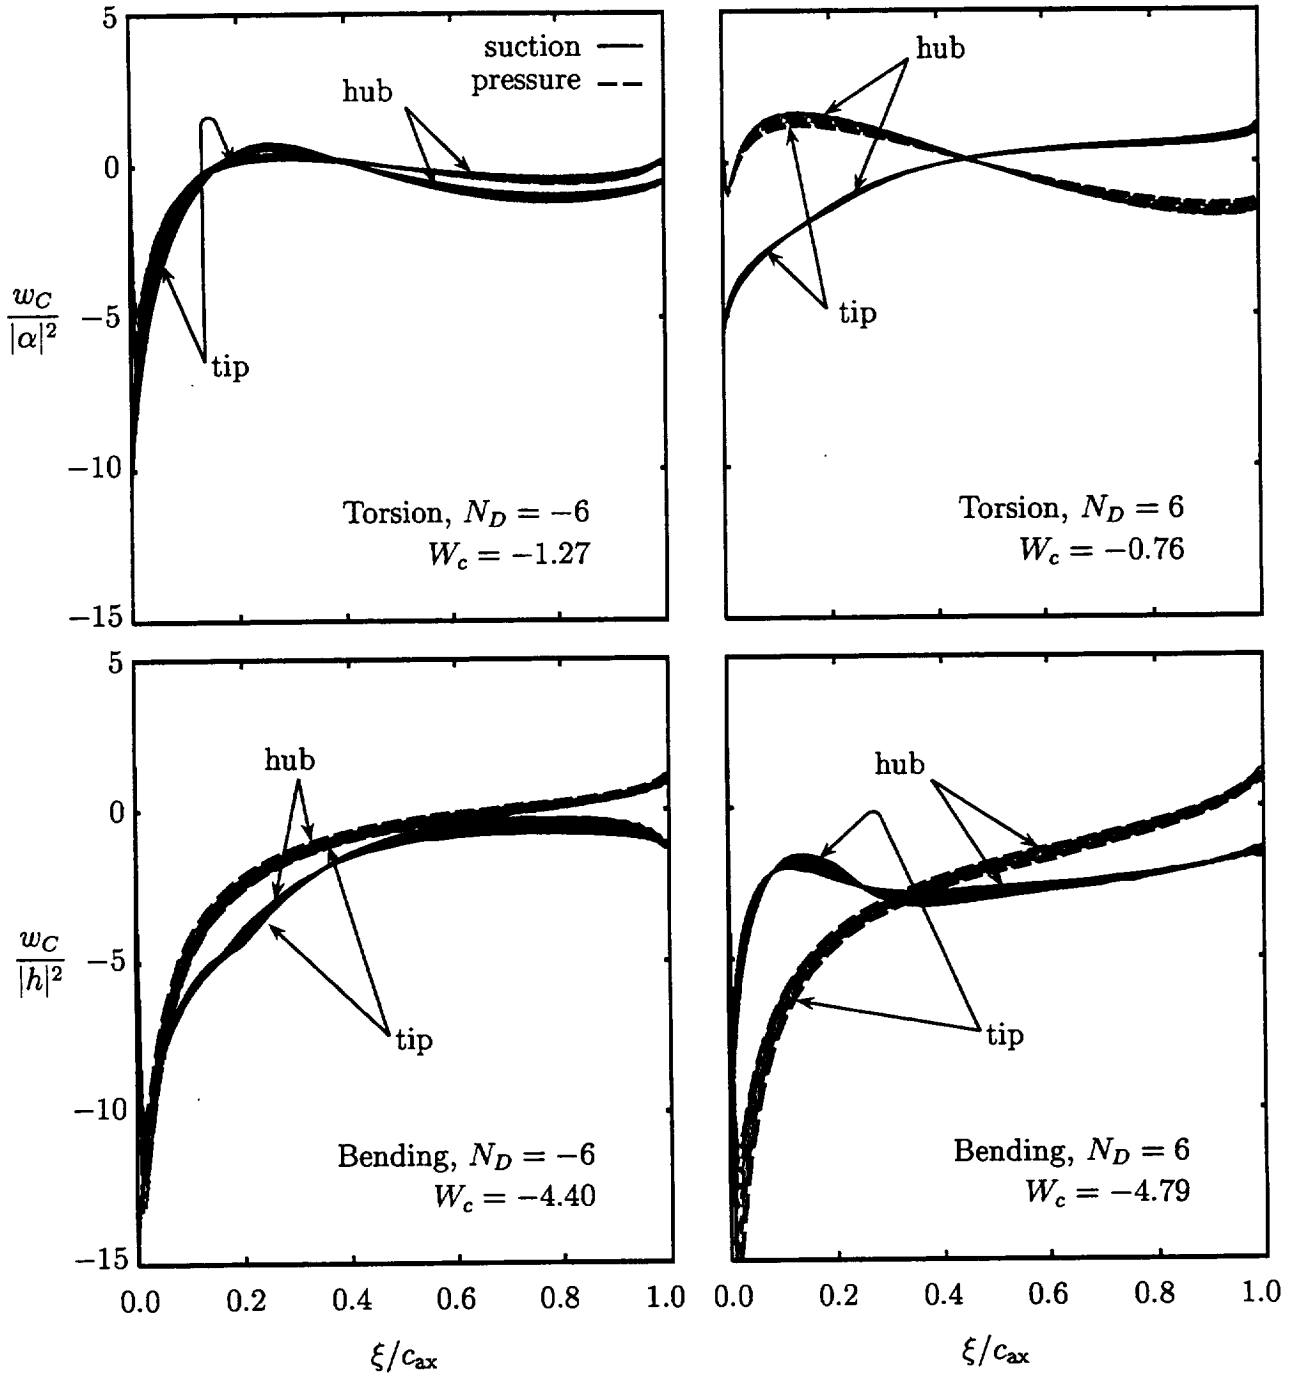 5
suction
pressure
hub
0
w_C
|α|^2
−5
tip
−10
Torsion, N_D = −6
W_c = −1.27
−15
hub
tip
Torsion, N_D = 6
W_c = −0.76
5
hub
0
w_C
|h|^2
−5
tip
−10
Bending, N_D = −6
W_c = −4.40
−15
0.0 0.2 0.4 0.6 0.8 1.0
ξ/c_ax
hub
tip
Bending, N_D = 6
W_c = −4.79
0.0 0.2 0.4 0.6 0.8 1.0
ξ/c_ax